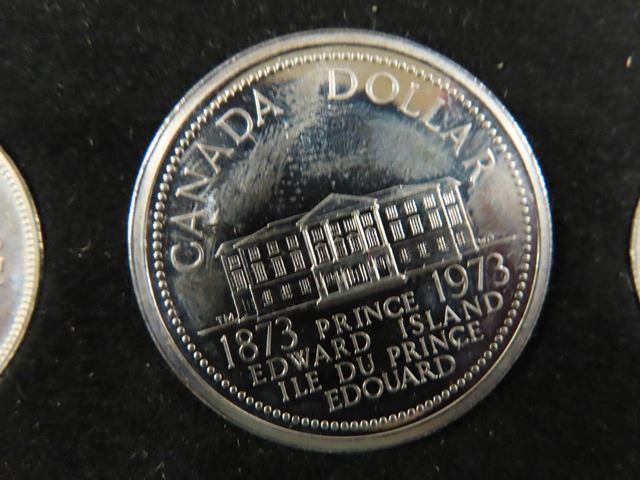 CANADA DOLLAR
TM
1873 PRINCE 1973
EDWARD ISLAND
ILE DU PRINCE
EDOUARD